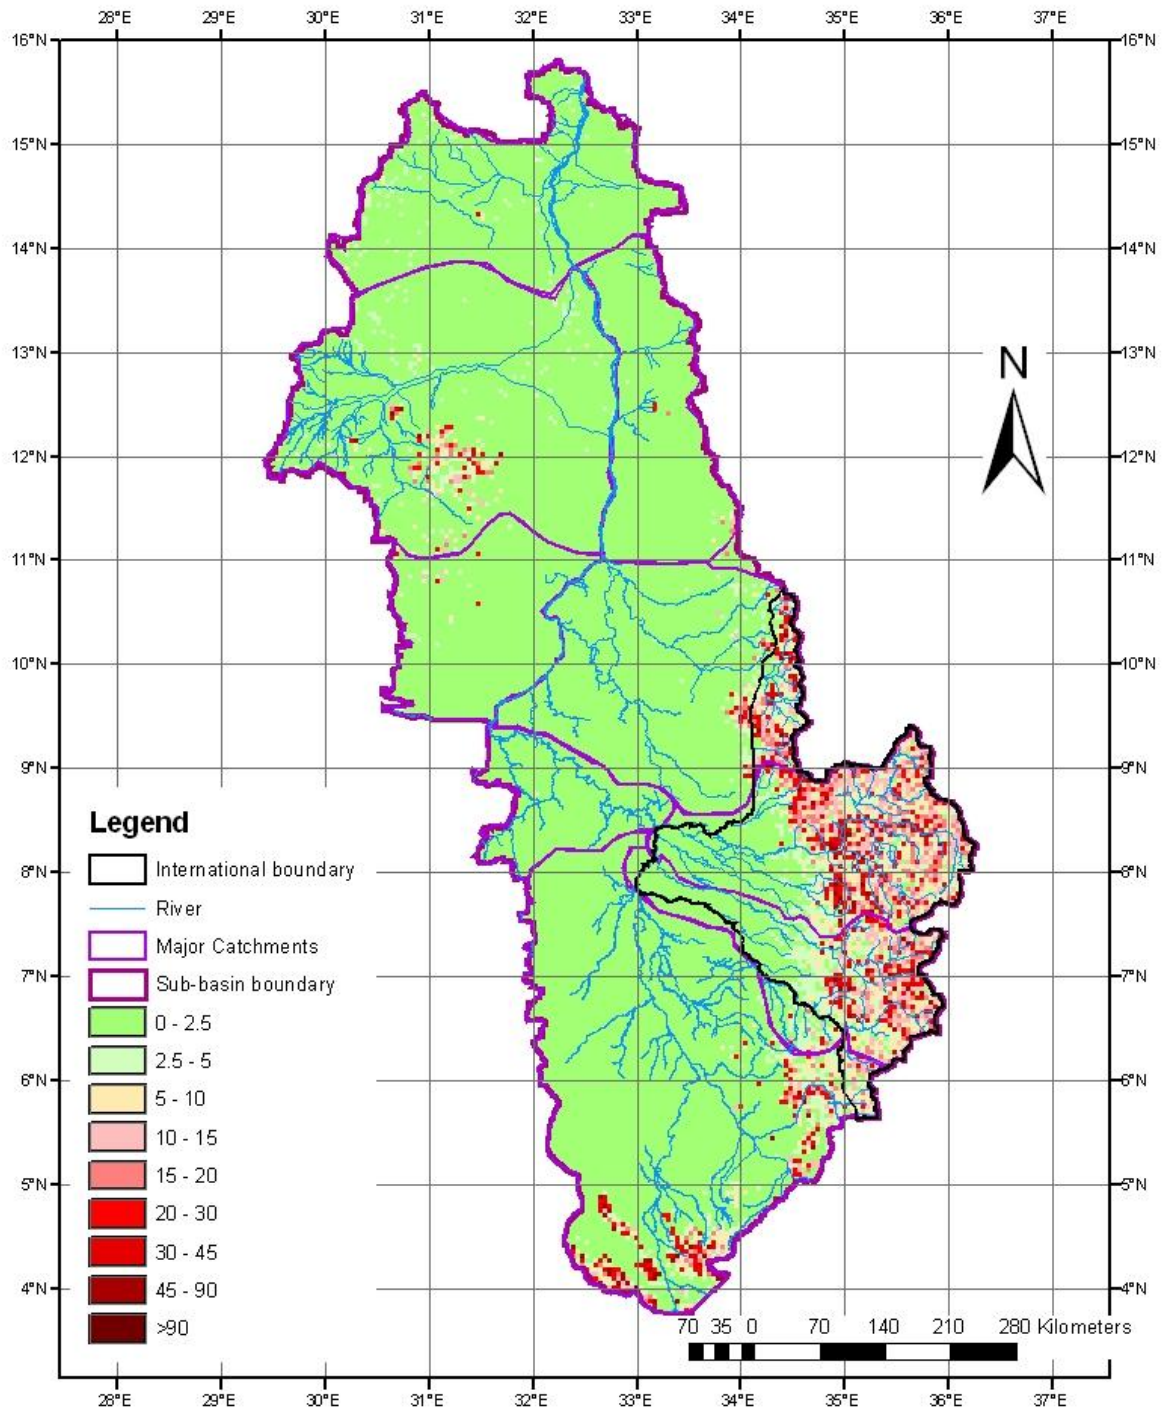 28°E 29°E 30°E 31°E 32°E 33°E 34°E 35°E 36°E 37°E
16°N 16°N
15°N 15°N
14°N 14°N
13°N 13°N
N
12°N 12°N
11°N 11°N
10°N 10°N
9°N 9°N
Legend
International boundary
8°N 8°N
River
Major Catchments
7°N 7°N
Sub-basin boundary
0 - 2.5
2.5 - 5
6°N 6°N
5 - 10
10 - 15
15 - 20
5°N 5°N
20 - 30
30 - 45
4°N 4°N
45 - 90
>90
70 35 0 70 140 210 280 Kilometers
28°E 29°E 30°E 31°E 32°E 33°E 34°E 35°E 36°E 37°E